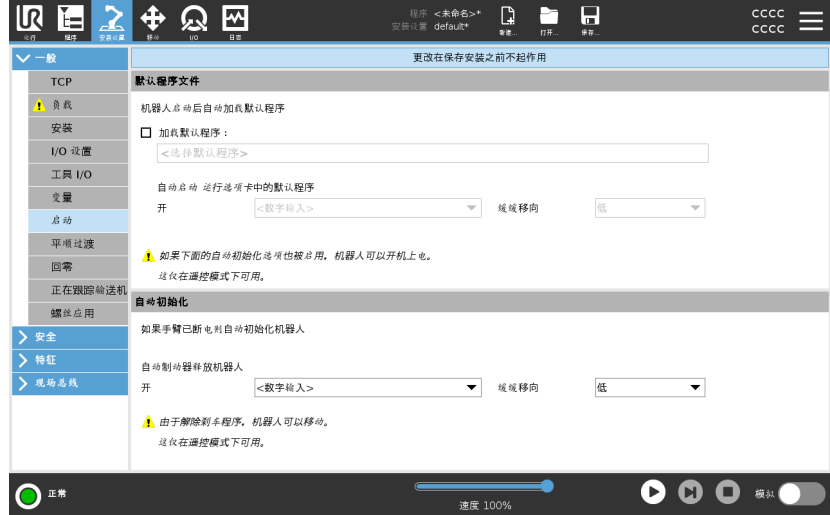 UR
运行 程序 安装设置 移动 I/O 日志
程序 <未命名>*
安装设置 default*
新建... 打开... 保存...
CCCC
CCCC
一般
TCP
负载
安装
I/O 设置
工具 I/O
变量
启动
平顺过渡
回零
正在跟踪输送机
螺丝应用
安全
特征
现场总线
更改在保存安装之前不起作用
默认程序文件
机器人启动后自动加载默认程序
加载默认程序：
<选择默认程序>
自动启动 运行选项卡中的默认程序
开 <数字输入> 缓缓移向 低
如果下面的自动初始化选项也被启用，机器人可以开机上电。
这仅在遥控模式下可用。
自动初始化
如果手臂已断电则自动初始化机器人
自动制动器释放机器人
开 <数字输入> 缓缓移向 低
由于解除刹车程序，机器人可以移动。
这仅在遥控模式下可用。
正常
速度 100%
模拟